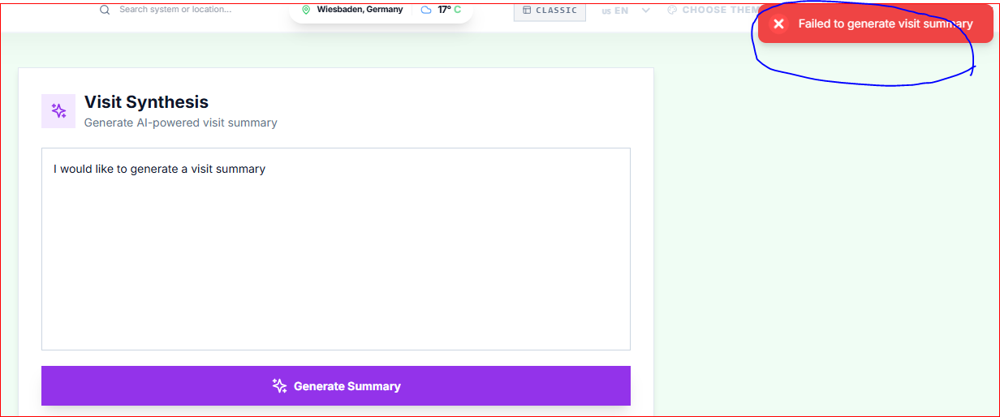 Search system or location...
Wiesbaden, Germany
17° C
CLASSIC
us EN
CHOOSE THEM
Failed to generate visit summary
Visit Synthesis
Generate AI-powered visit summary
I would like to generate a visit summary
Generate Summary